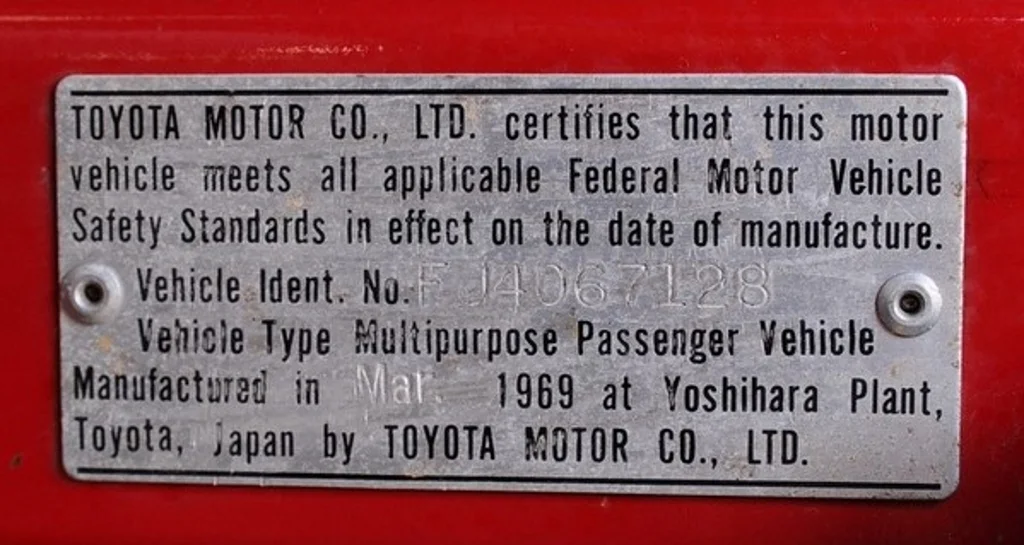 TOYOTA MOTOR CO., LTD. certifies that this motor
vehicle meets all applicable Federal Motor Vehicle
Safety Standards in effect on the date of manufacture.
Vehicle Ident. No. FJ4067128
Vehicle Type Multipurpose Passenger Vehicle
Manufactured in Mar. 1969 at Yoshihara Plant,
Toyota, Japan by TOYOTA MOTOR CO., LTD.